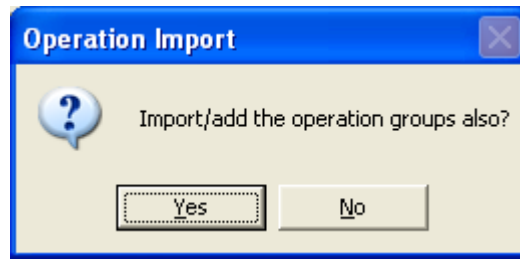 Operation Import
Import/add the operation groups also?
Yes
No